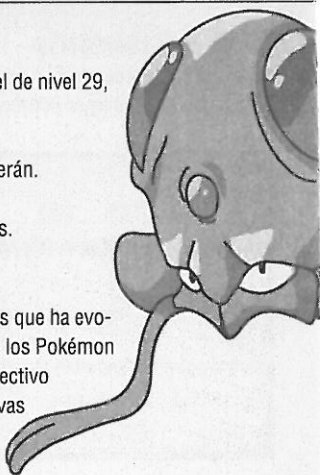 el de nivel 29,
erán.
s.
s que ha evo-
los Pokémon
ectivo
vas